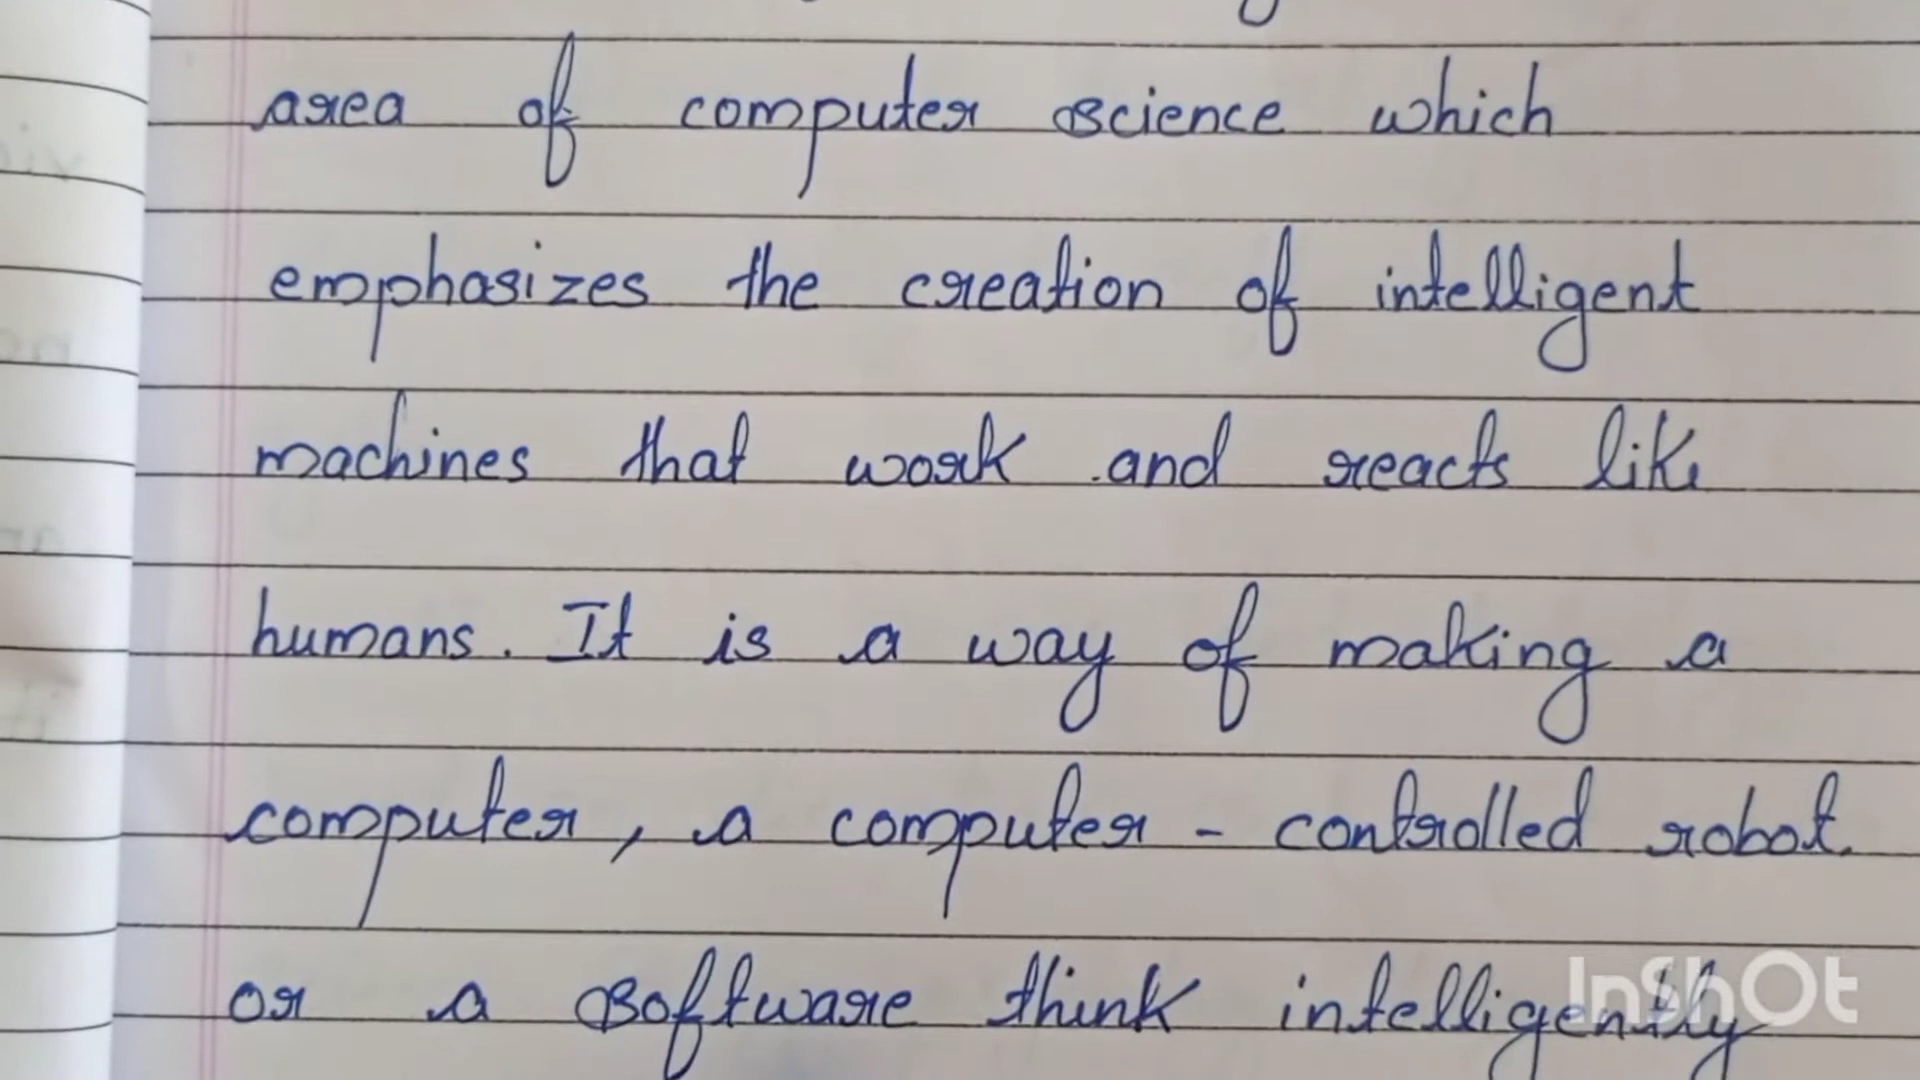 area of computer science which
emphasizes the creation of intelligent
machines that work and reacts like
humans. It is a way of making a
computer, a computer - controlled robot.
or a software think intelligently
InShOt